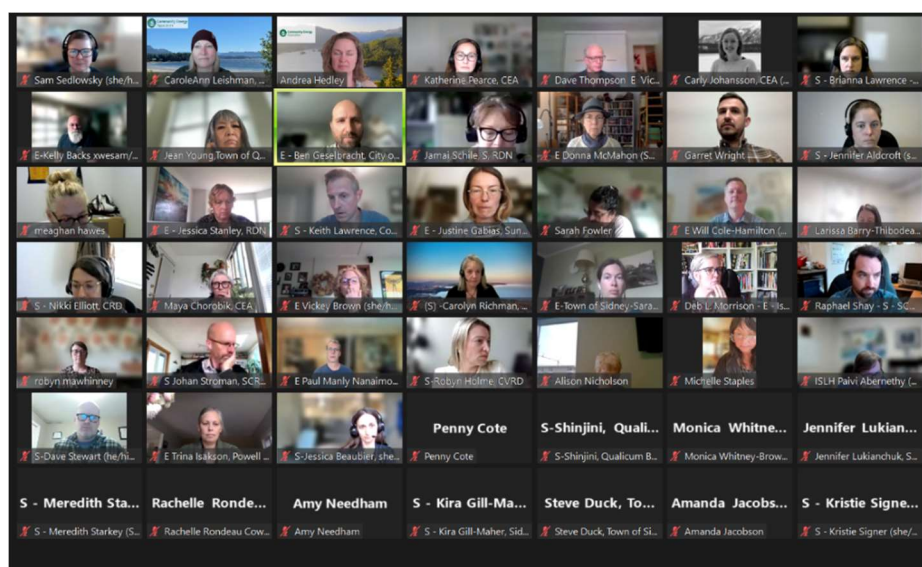 Sam Sedlowsky (she/h...
CaroleAnn Leishman, ...
Andrea Hedley
Katherine Pearce, CEA
Dave Thompson E Vic...
Carly Johansson, CEA (...
S - Brianna Lawrence -...
E-Kelly Backs xwesam/...
Jean Young Town of Q...
E - Ben Geselbracht, City o...
Jamai Schile, S, RDN
E Donna McMahon (S...
Garret Wright
S - Jennifer Aldcroft (s...
meaghan hawes
E - Jessica Stanley, RDN
S - Keith Lawrence, Co...
E - Justine Gabias, Sun...
Sarah Fowler
E Will Cole-Hamilton (...
Larissa Barry-Thibodea...
S - Nikki Elliott, CRD
Maya Chorobik, CEA
E Vickey Brown (she/h...
(S) -Carolyn Richman, ...
E-Town of Sidney-Sara...
Deb L. Morrison - E - Is...
Raphael Shay - S - SC...
robyn mawhinney
S Johan Stroman, SCR...
E Paul Manly Nanaimo...
S-Robyn Holme, CVRD
Alison Nicholson
Michelle Staples
ISLH Paivi Abernethy (...
S-Dave Stewart (he/hi...
E Trina Isakson, Powell ...
S-Jessica Beaubier, she...
Penny Cote
Penny Cote
S-Shinjini, Quali...
S-Shinjini, Qualicum B...
Monica Whitne...
Monica Whitney-Brow...
Jennifer Lukian...
Jennifer Lukianchuk, S...
S - Meredith Sta...
S - Meredith Starkey (S...
Rachelle Ronde...
Rachelle Rondeau Cow...
Amy Needham
Amy Needham
S - Kira Gill-Ma...
S - Kira Gill-Maher, Sid...
Steve Duck, To...
Steve Duck, Town of Si...
Amanda Jacobs...
Amanda Jacobson
S - Kristie Signe...
S - Kristie Signer (she/...